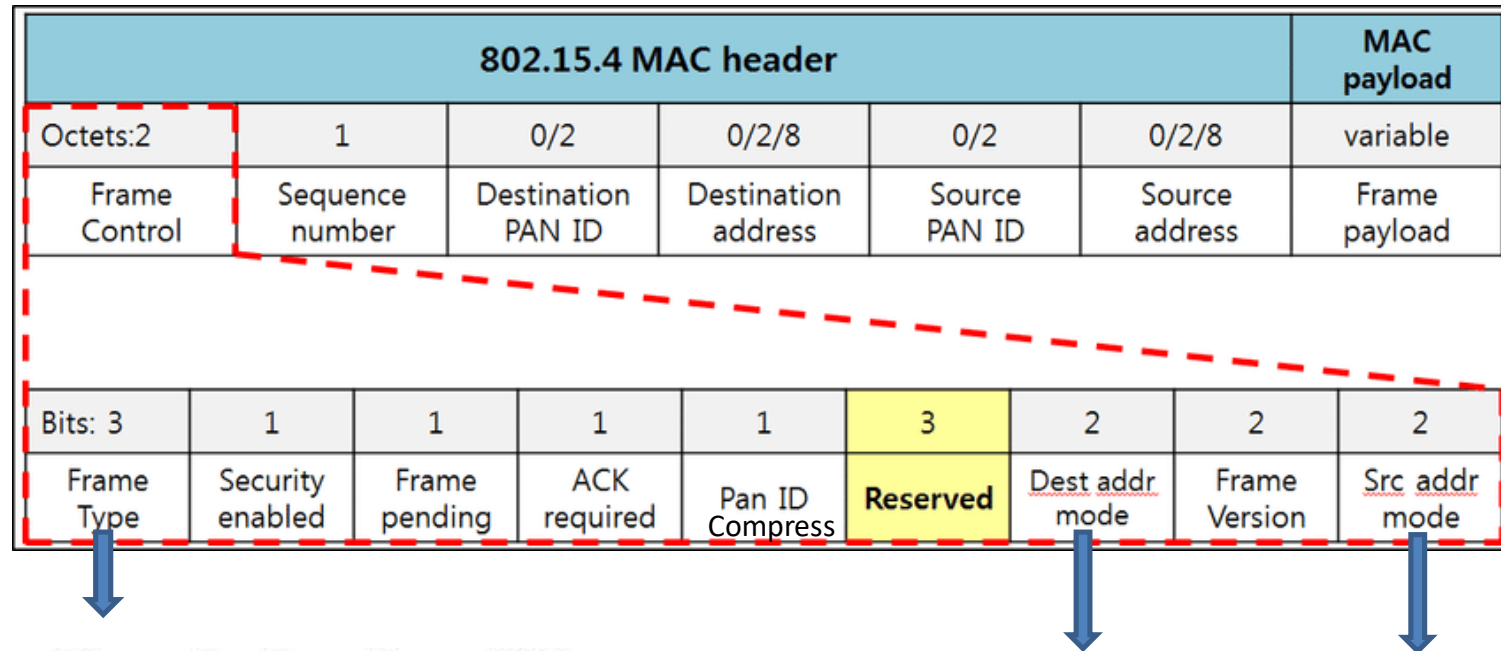 802.15.4 MAC header
MAC
payload
Octets:2 1 0/2 0/2/8 0/2 0/2/8 variable
Frame
Control
Sequence
number
Destination
PAN ID
Destination
address
Source
PAN ID
Source
address
Frame
payload
Bits: 3 1 1 1 1 3 2 2 2
Frame
Type
Security
enabled
Frame
pending
ACK
required
Pan ID
Compress
Reserved
Dest addr
mode
Frame
Version
Src addr
mode